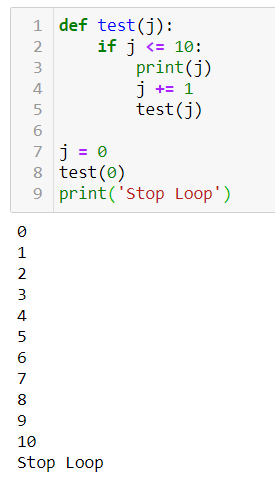 1 def test(j):
2     if j <= 10:
3         print(j)
4         j += 1
5         test(j)
6
7 j = 0
8 test(0)
9 print('Stop Loop')
0
1
2
3
4
5
6
7
8
9
10
Stop Loop